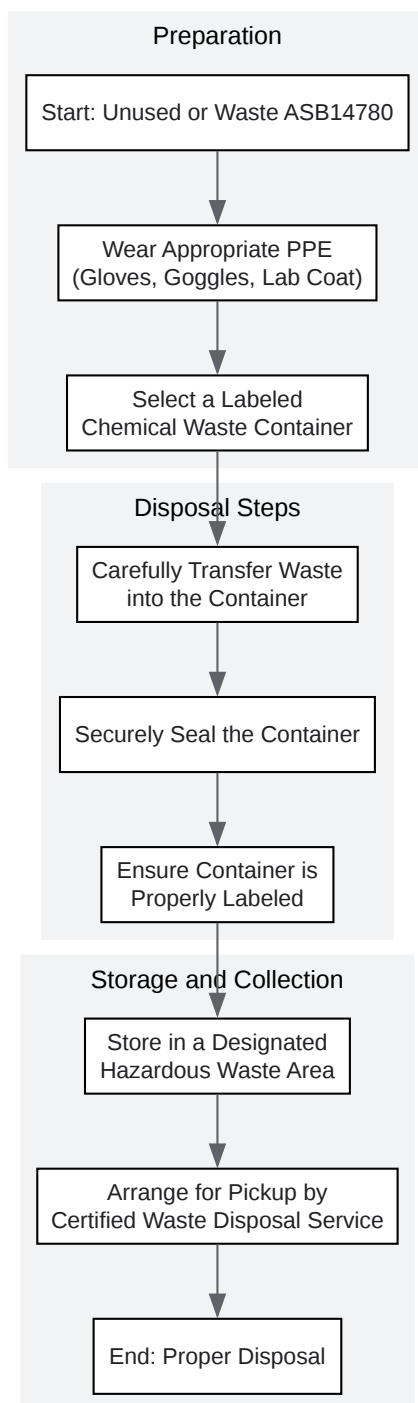 Preparation
Start: Unused or Waste ASB14780
Wear Appropriate PPE
(Gloves, Goggles, Lab Coat)
Select a Labeled
Chemical Waste Container
Disposal Steps
Carefully Transfer Waste
into the Container
Securely Seal the Container
Ensure Container is
Properly Labeled
Storage and Collection
Store in a Designated
Hazardous Waste Area
Arrange for Pickup by
Certified Waste Disposal Service
End: Proper Disposal